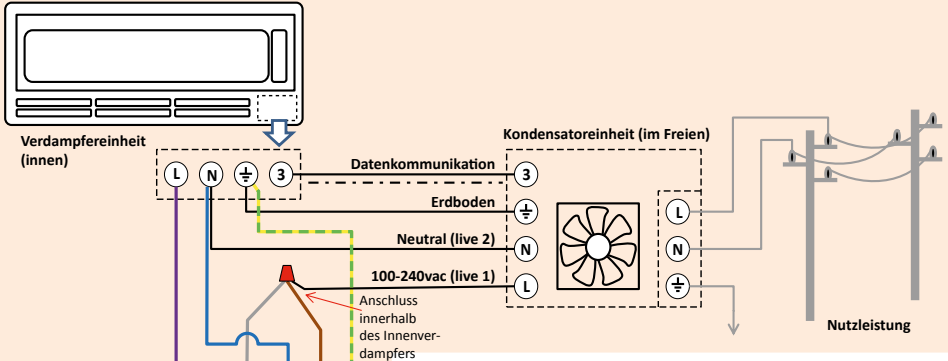 Verdampfereinheit
(innen)
L N 3
Datenkommunikation
Erdboden
Neutral (live 2)
100-240vac (live 1)
Anschluss
innerhalb
des Innenver-
dampfers
Kondensatoreinheit (im Freien)
3
N
L
L
N
Nutzleistung